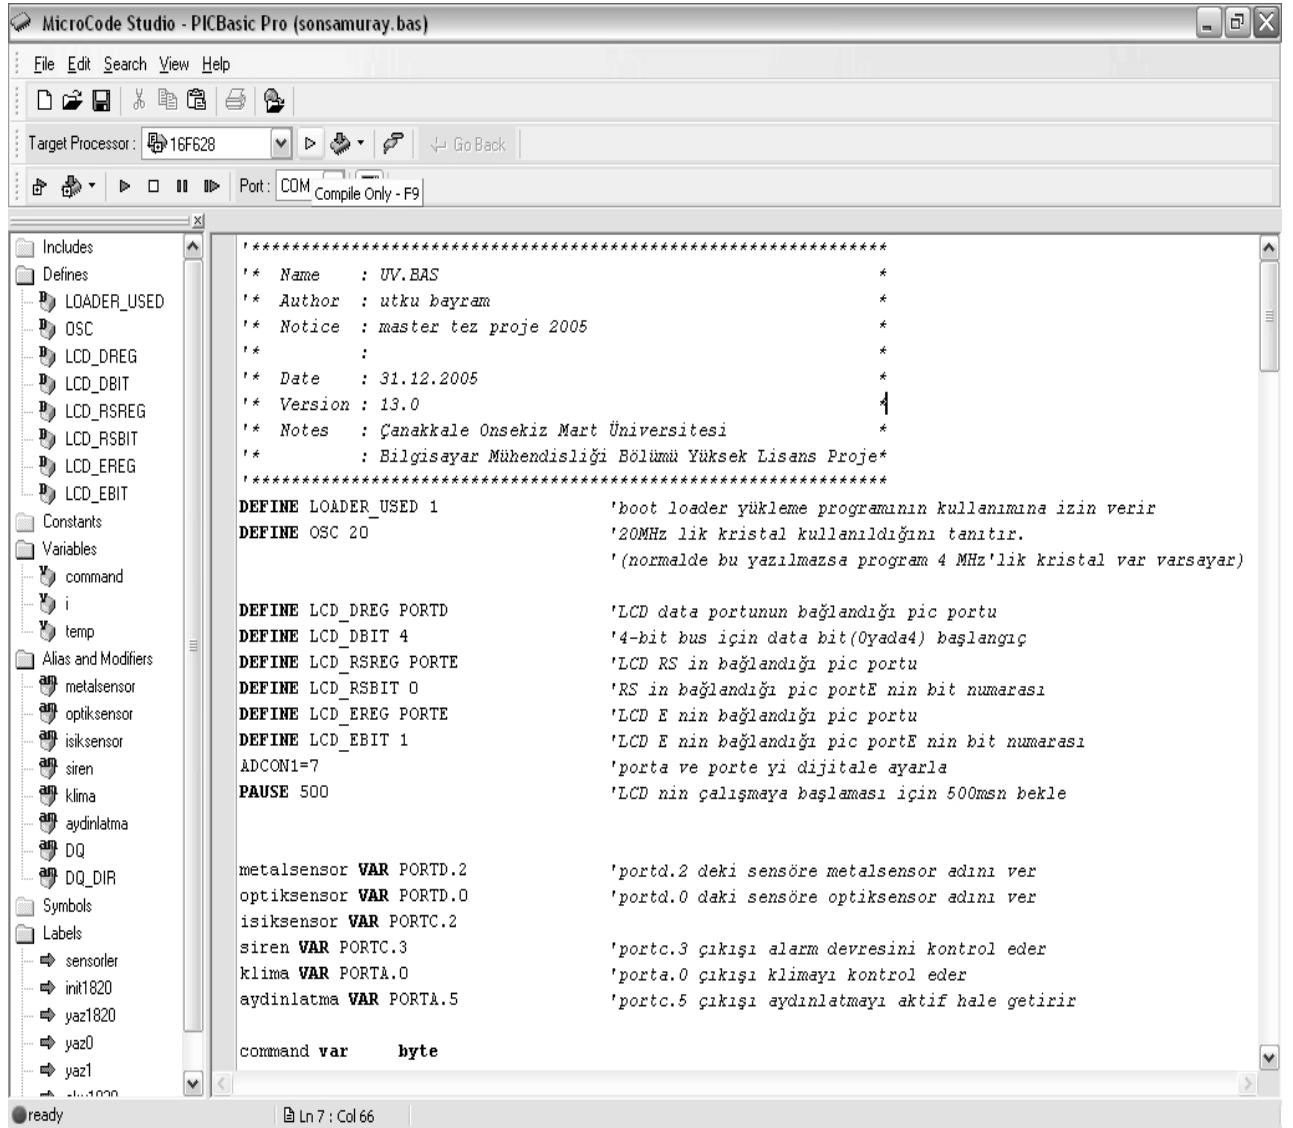 MicroCode Studio - PICBasic Pro (sonsamuray.bas)
File Edit Search View Help
Target Processor : 16F628 Go Back
Port : COM
Compile Only - F9
Includes
Defines
LOADER_USED
OSC
LCD_DREG
LCD_DBIT
LCD_RSREG
LCD_RSBIT
LCD_EREG
LCD_EBIT
Constants
Variables
command
i
temp
Alias and Modifiers
metalsensor
optiksensor
isiksensor
siren
klima
aydinlatma
DQ
DQ_DIR
Symbols
Labels
sensorler
init1820
yaz1820
yaz0
yaz1
'****************************************************************
'* Name : UV.BAS *
'* Author : utku bayram *
'* Notice : master tez proje 2005 *
'* : *
'* Date : 31.12.2005 *
'* Version : 13.0 *
'* Notes : Çanakkale Onsekiz Mart Üniversitesi *
'* : Bilgisayar Mühendisliği Bölümü Yüksek Lisans Proje*
'****************************************************************
DEFINE LOADER_USED 1 'boot loader yükleme programının kullanımına izin verir
DEFINE OSC 20 '20MHz lik kristal kullanıldığını tanıtır.
'(normalde bu yazılmazsa program 4 MHz'lik kristal var varsayar)
DEFINE LCD_DREG PORTD 'LCD data portunun bağlandığı pic portu
DEFINE LCD_DBIT 4 '4-bit bus için data bit(0yada4) başlangıç
DEFINE LCD_RSREG PORTE 'LCD RS in bağlandığı pic portu
DEFINE LCD_RSBIT 0 'RS in bağlandığı pic portE nin bit numarası
DEFINE LCD_EREG PORTE 'LCD E nin bağlandığı pic portu
DEFINE LCD_EBIT 1 'LCD E nin bağlandığı pic portE nin bit numarası
ADCON1=7 'porta ve porte yi dijitale ayarla
PAUSE 500 'LCD nin çalışmaya başlaması için 500msn bekle
metalsensor VAR PORTD.2 'portd.2 deki sensöre metalsensor adını ver
optiksensor VAR PORTD.0 'portd.0 daki sensöre optiksensor adını ver
isiksensor VAR PORTC.2
siren VAR PORTC.3 'portc.3 çıkışı alarm devresini kontrol eder
klima VAR PORTA.0 'porta.0 çıkışı klimayı kontrol eder
aydinlatma VAR PORTA.5 'portc.5 çıkışı aydınlatmayı aktif hale getirir
command var byte
ready
Ln 7 : Col 66